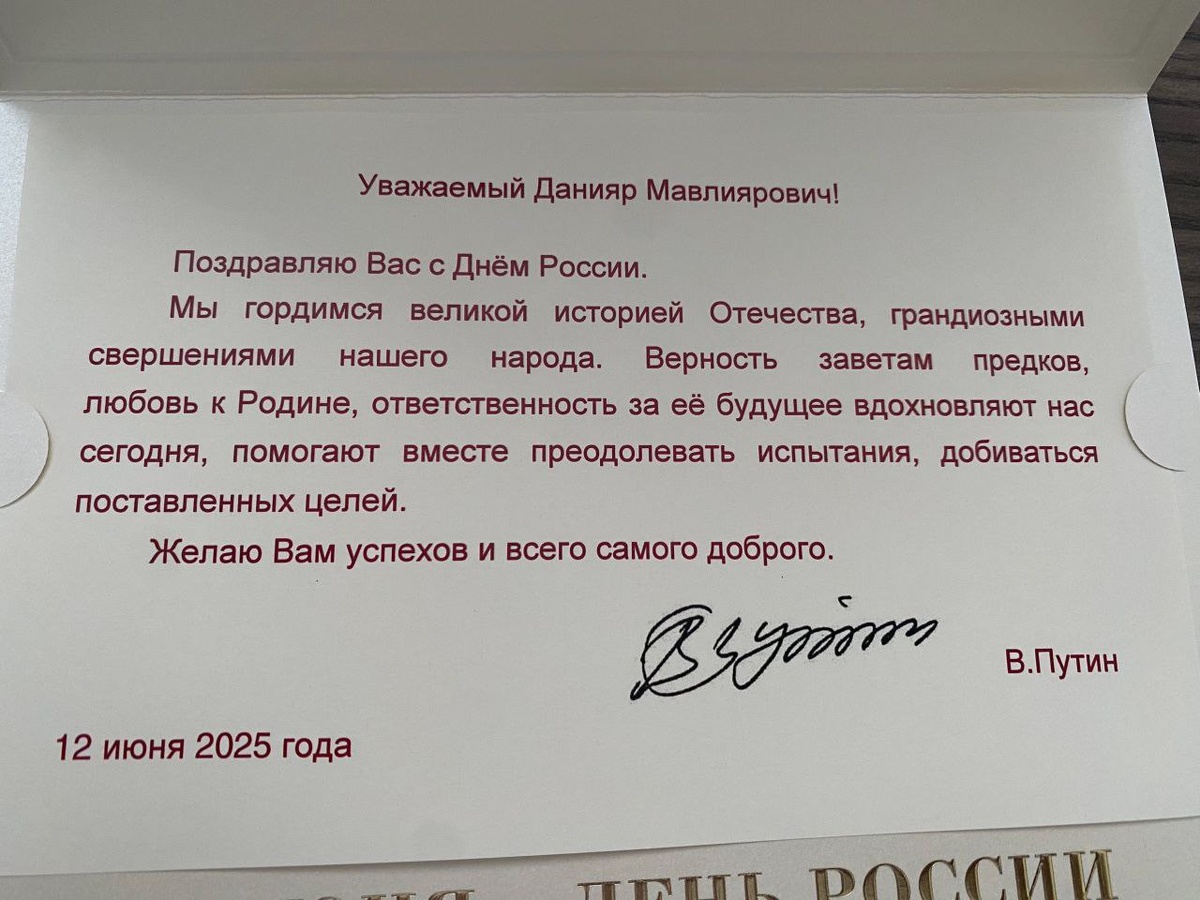 Уважаемый Данияр Мавлиярович!
Поздравляю Вас с Днём России.
Мы гордимся великой историей Отечества, грандиозными
свершениями нашего народа. Верность заветам предков,
любовь к Родине, ответственность за её будущее вдохновляют нас
сегодня, помогают вместе преодолевать испытания, добиваться
поставленных целей.
Желаю Вам успехов и всего самого доброго.
В.Путин
12 июня 2025 года
ДЕНЬ РОССИИ